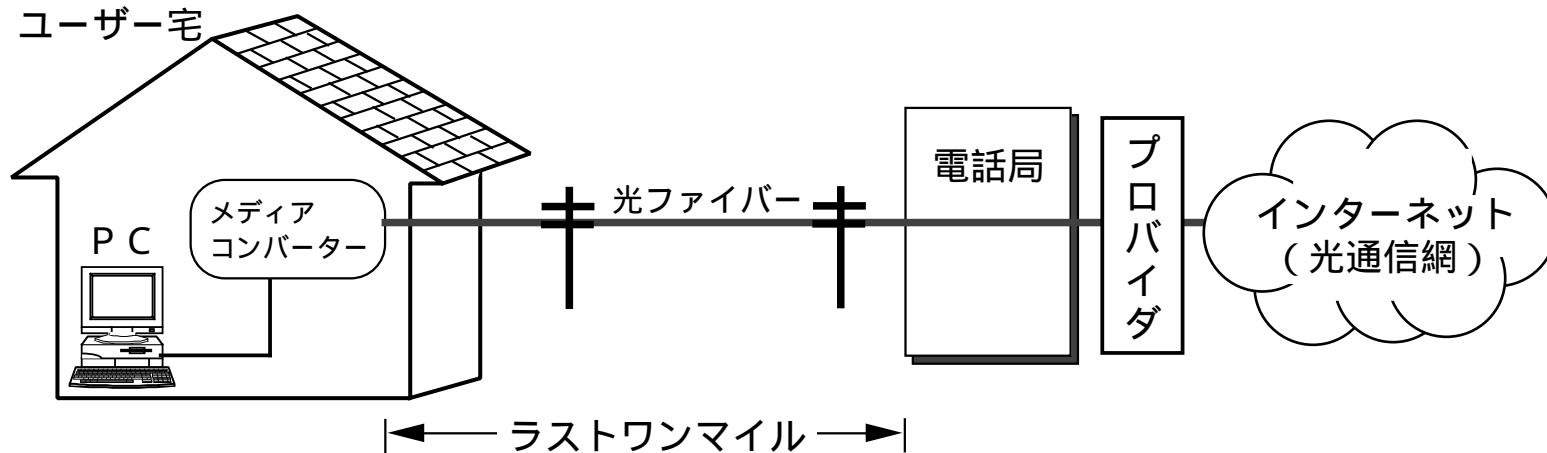 ユーザー宅
メディア
コンバーター
ＰＣ
光ファイバー
電話局
プロバイダ
インターネット
（光通信網）
ラストワンマイル